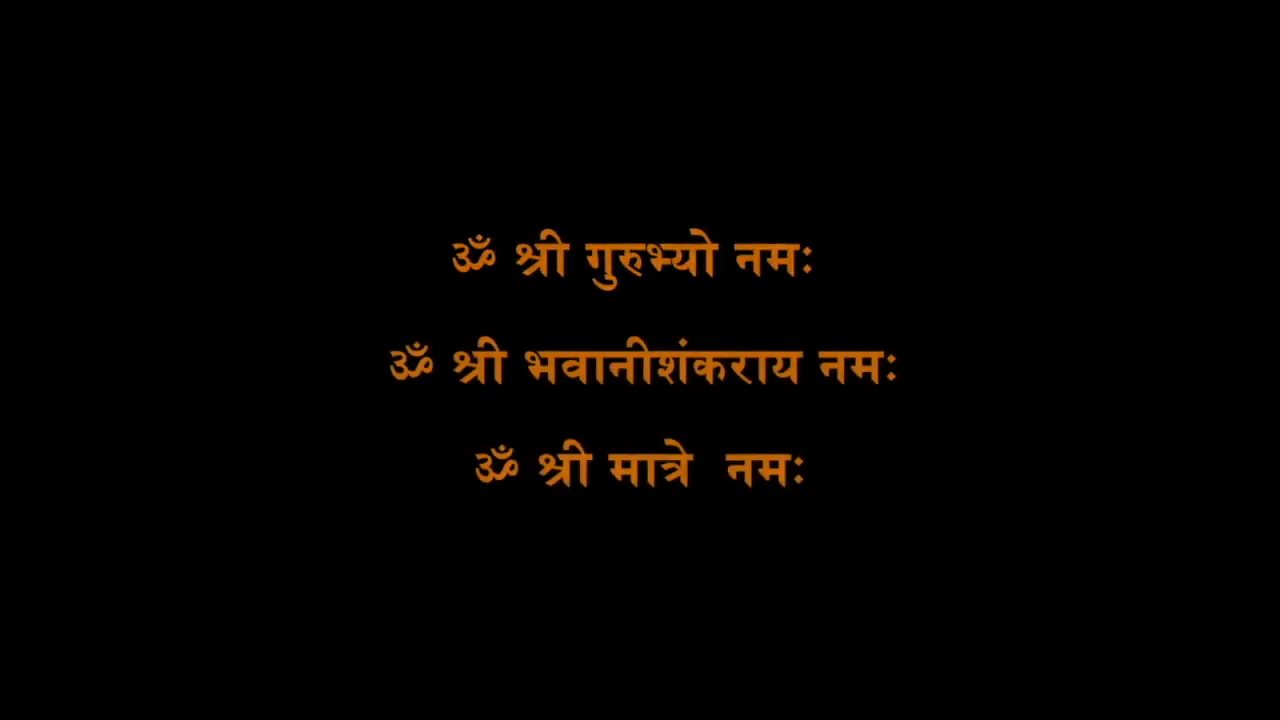 ॐ श्री गुरुभ्यो नमः
ॐ श्री भवानीशंकराय नमः
ॐ श्री मात्रे नमः